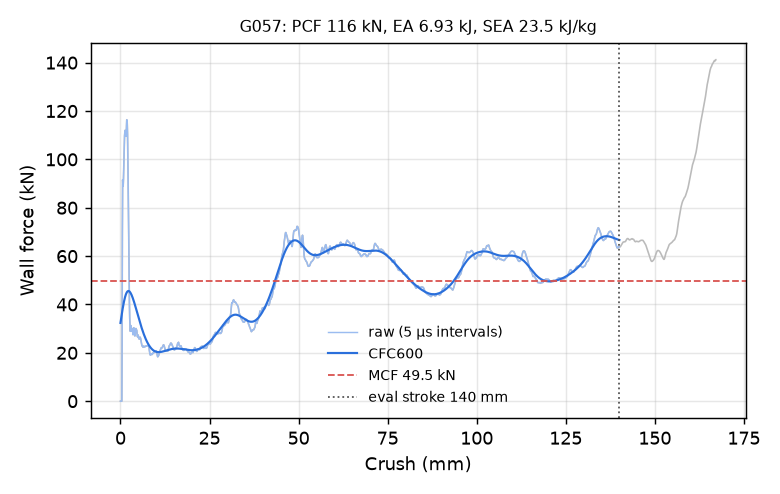 G057: PCF 116 kN, EA 6.93 kJ, SEA 23.5 kJ/kg
Wall force (kN)
140
120
100
80
60
40
20
0
raw (5 µs intervals)
CFC600
MCF 49.5 kN
eval stroke 140 mm
0 25 50 75 100 125 150 175
Crush (mm)